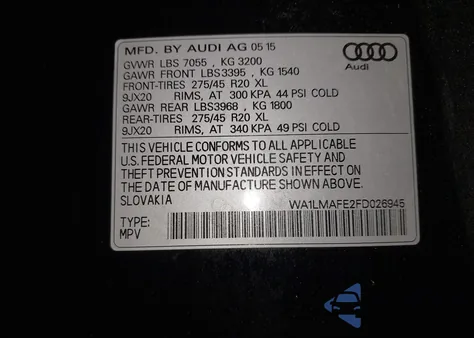 MFD. BY AUDI AG 05 15
GVWR LBS 7055 , KG 3200
GAWR FRONT LBS3395 , KG 1540
FRONT-TIRES 275/45 R20 XL
9JX20 RIMS, AT 300 KPA 44 PSI COLD
GAWR REAR LBS3968 , KG 1800
REAR-TIRES 275/45 R20 XL
9JX20 RIMS, AT 340 KPA 49 PSI COLD
Audi
THIS VEHICLE CONFORMS TO ALL APPLICABLE
U.S. FEDERAL MOTOR VEHICLE SAFETY AND
THEFT PREVENTION STANDARDS IN EFFECT ON
THE DATE OF MANUFACTURE SHOWN ABOVE.
SLOVAKIA WA1LMAFE2FD026945
TYPE:
MPV